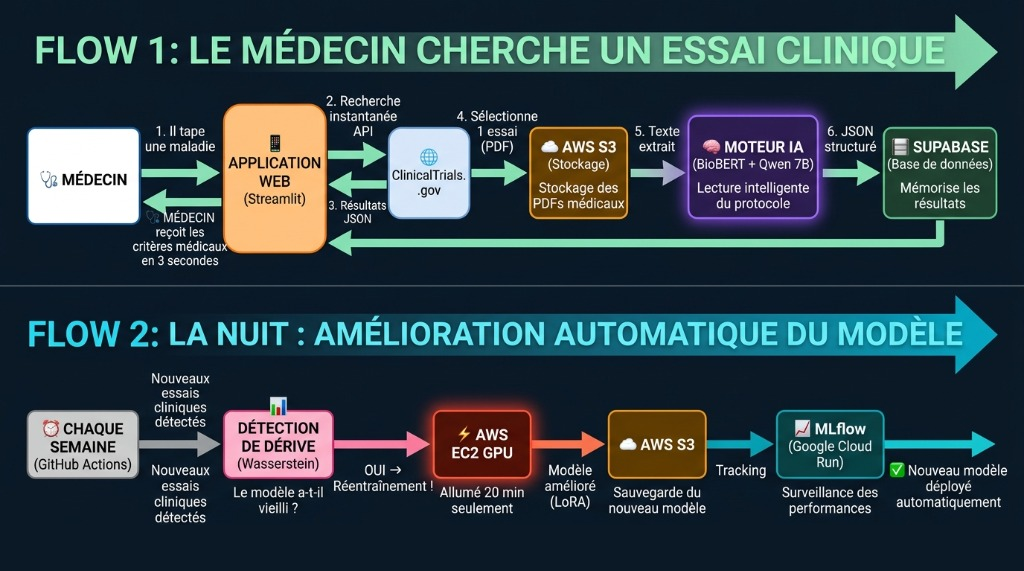 FLOW 1: LE MÉDECIN CHERCHE UN ESSAI CLINIQUE
MÉDECIN
1. Il tape
une maladie
MÉDECIN
reçoit les
critères médicaux
en 3 secondes
APPLICATION
WEB
(Streamlit)
2. Recherche
instantanée
API
3. Résultats
JSON
ClinicalTrials.
.gov
4. Sélectionne
1 essai
(PDF)
AWS S3
(Stockage)
Stockage des
PDFs médicaux
5. Texte
extrait
MOTEUR IA
(BioBERT + Qwen 7B)
Lecture intelligente
du protocole
6. JSON
structuré
SUPABASE
(Base de données)
Mémorise les
résultats
FLOW 2: LA NUIT : AMÉLIORATION AUTOMATIQUE DU MODÈLE
CHAQUE
SEMAINE
(GitHub Actions)
Nouveaux
essais
cliniques
détectés
Nouveaux
essais
cliniques
détectés
DÉTECTION
DE DÉRIVE
(Wasserstein)
Le modèle a-t-il
vieilli ?
OUI →
Réentraînement !
AWS
EC2 GPU
Allumé 20 min
seulement
Modèle
amélioré
(LoRA)
AWS S3
Sauvegarde du
nouveau modèle
Tracking
MLflow
(Google Cloud
Run)
Surveillance des
performances
Nouveau modèle
déployé
automatiquement